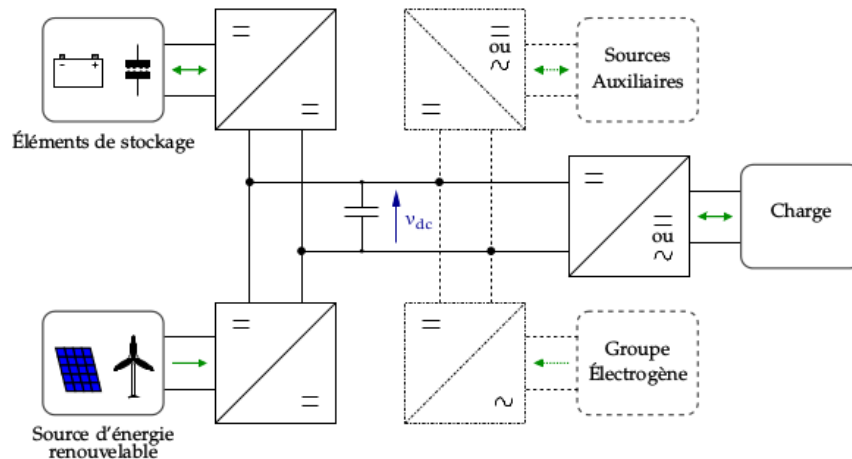 ou
Sources
Auxiliaires
Éléments de stockage
v_dc
ou
Charge
Groupe
Électrogène
Source d'énergie
renouvelable